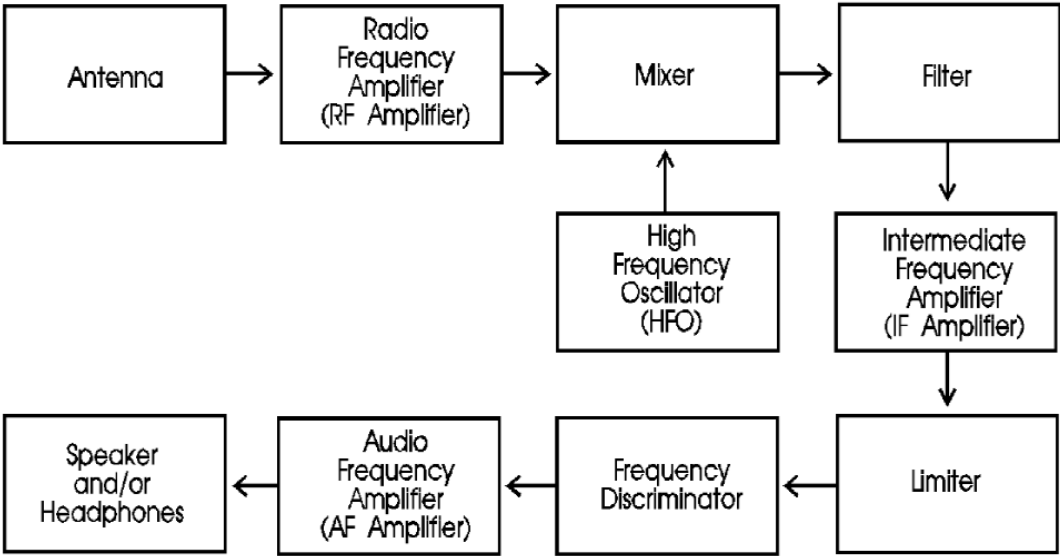 Antenna
Radio
Frequency
Amplifier
(RF Amplifier)
Mixer
Filter
High
Frequency
Oscillator
(HFO)
Intermediate
Frequency
Amplifier
(IF Amplifier)
Speaker
and/or
Headphones
Audio
Frequency
Amplifier
(AF Amplifier)
Frequency
Discriminator
Limiter